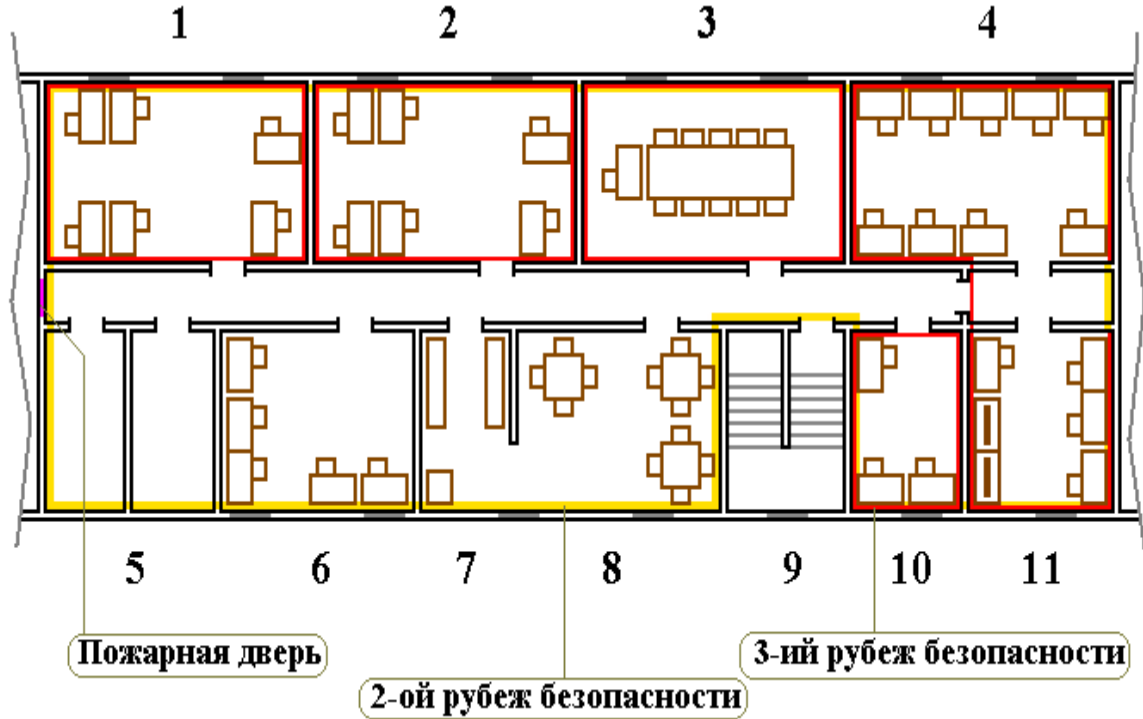 1 2 3 4
5 6 7 8 9 10 11
Пожарная дверь
3-ий рубеж безопасности
2-ой рубеж безопасности